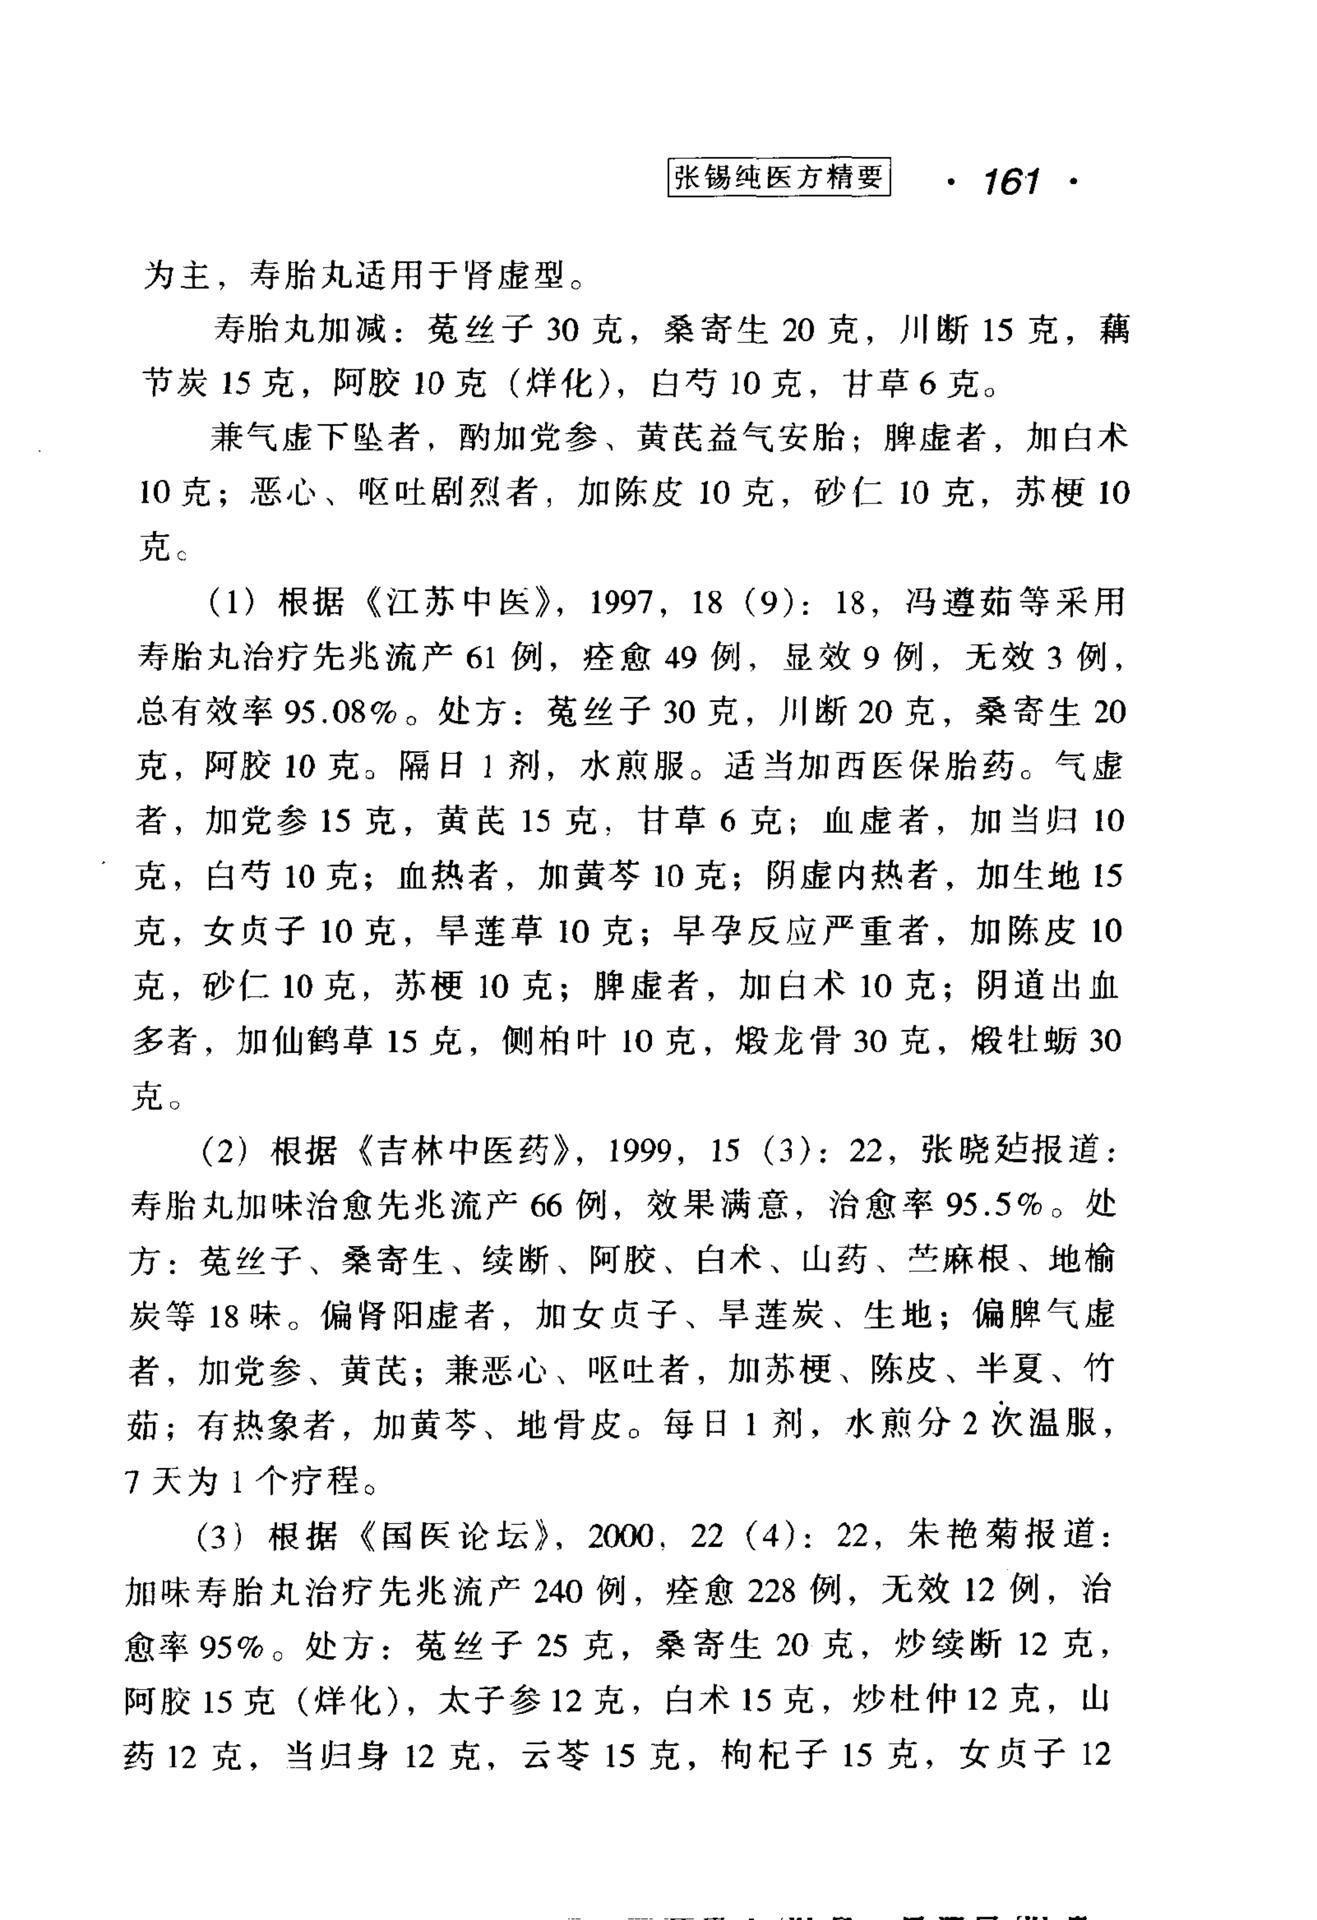 张锡纯医方精要 · 161 ·
为主，寿胎丸适用于肾虚型。
寿胎丸加减：菟丝子 30 克，桑寄生 20 克，川断 15 克，藕
节炭 15 克，阿胶 10 克（烊化），白芍 10 克，甘草 6 克。
兼气虚下坠者，酌加党参、黄芪益气安胎；脾虚者，加白术
10 克；恶心、呕吐剧烈者，加陈皮 10 克，砂仁 10 克，苏梗 10
克。
（1）根据《江苏中医》，1997，18（9）：18，冯遵茹等采用
寿胎丸治疗先兆流产 61 例，痊愈 49 例，显效 9 例，无效 3 例，
总有效率 95.08%。处方：菟丝子 30 克，川断 20 克，桑寄生 20
克，阿胶 10 克。隔日 1 剂，水煎服。适当加西医保胎药。气虚
者，加党参 15 克，黄芪 15 克，甘草 6 克；血虚者，加当归 10
克，白芍 10 克；血热者，加黄芩 10 克；阴虚内热者，加生地 15
克，女贞子 10 克，旱莲草 10 克；早孕反应严重者，加陈皮 10
克，砂仁 10 克，苏梗 10 克；脾虚者，加白术 10 克；阴道出血
多者，加仙鹤草 15 克，侧柏叶 10 克，煅龙骨 30 克，煅牡蛎 30
克。
（2）根据《吉林中医药》，1999，15（3）：22，张晓报道：
寿胎丸加味治愈先兆流产 66 例，效果满意，治愈率 95.5%。处
方：菟丝子、桑寄生、续断、阿胶、白术、山药、苎麻根、地榆
炭等 18 味。偏肾阳虚者，加女贞子、旱莲炭、生地；偏脾气虚
者，加党参、黄芪；兼恶心、呕吐者，加苏梗、陈皮、半夏、竹
茹；有热象者，加黄芩、地骨皮。每日 1 剂，水煎分 2 次温服，
7 天为 1 个疗程。
（3）根据《国医论坛》，2000，22（4）：22，朱艳菊报道：
加味寿胎丸治疗先兆流产 240 例，痊愈 228 例，无效 12 例，治
愈率 95%。处方：菟丝子 25 克，桑寄生 20 克，炒续断 12 克，
阿胶 15 克（烊化），太子参 12 克，白术 15 克，炒杜仲 12 克，山
药 12 克，当归身 12 克，云苓 15 克，枸杞子 15 克，女贞子 12